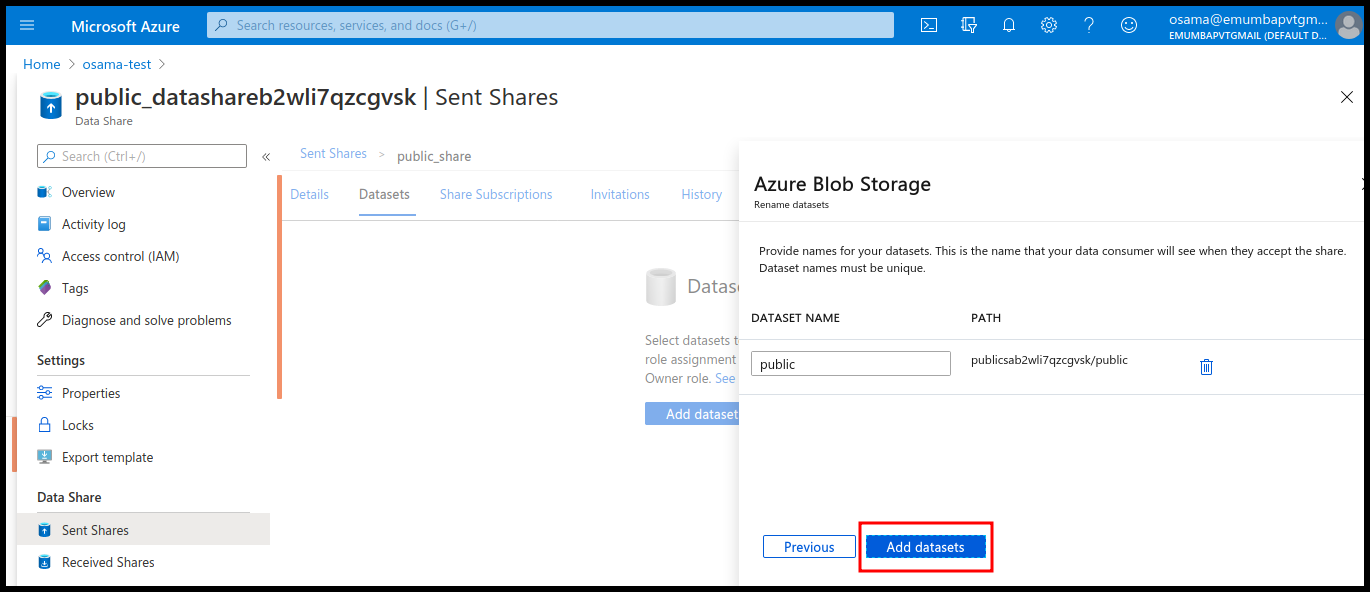 Microsoft Azure
Search resources, services, and docs (G+/)
osama@emumbapvtgm...
EMUMBAPVTGMAIL (DEFAULT D...
Home > osama-test >
public_datashareb2wli7qzcgvsk | Sent Shares
Data Share
Search (Ctrl+/)
«
Overview
Activity log
Access control (IAM)
Tags
Diagnose and solve problems
Settings
Properties
Locks
Export template
Data Share
Sent Shares
Received Shares
Sent Shares > public_share
Details Datasets Share Subscriptions Invitations History
Datase
Select datasets t
role assignment
Owner role. See
Add dataset
Azure Blob Storage
Rename datasets
Provide names for your datasets. This is the name that your data consumer will see when they accept the share.
Dataset names must be unique.
DATASET NAME PATH
public publicsab2wli7qzcgvsk/public
Previous Add datasets